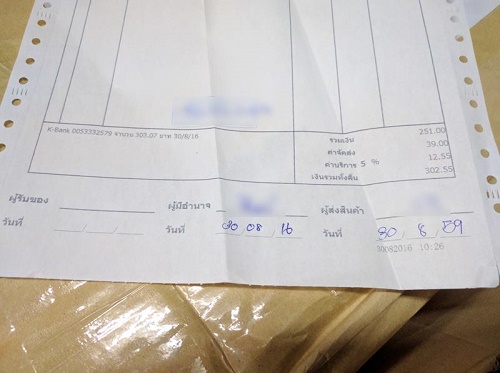 K-Bank 0053332579 จำนวน 303.07 บาท 30/8/16
รวมเงิน 251.00
ค่าจัดส่ง 39.00
ค่าบริการ 5 % 12.55
เงินรวมทั้งสิ้น 302.55
ผู้รับของ ผู้มีอำนาจ ผู้ส่งสินค้า
วันที่ วันที่ 30 08 16 วันที่ 30 8 59
30082016 10:26